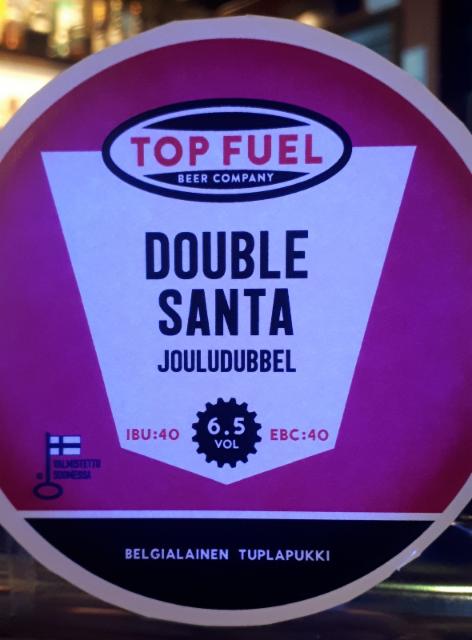 TOP FUEL
BEER COMPANY
DOUBLE
SANTA
JOULUDUBBEL
IBU:40
6.5
VOL
EBC:40
VALMISTETTU
SUOMESSA
BELGIALAINEN TUPLAPUKKI